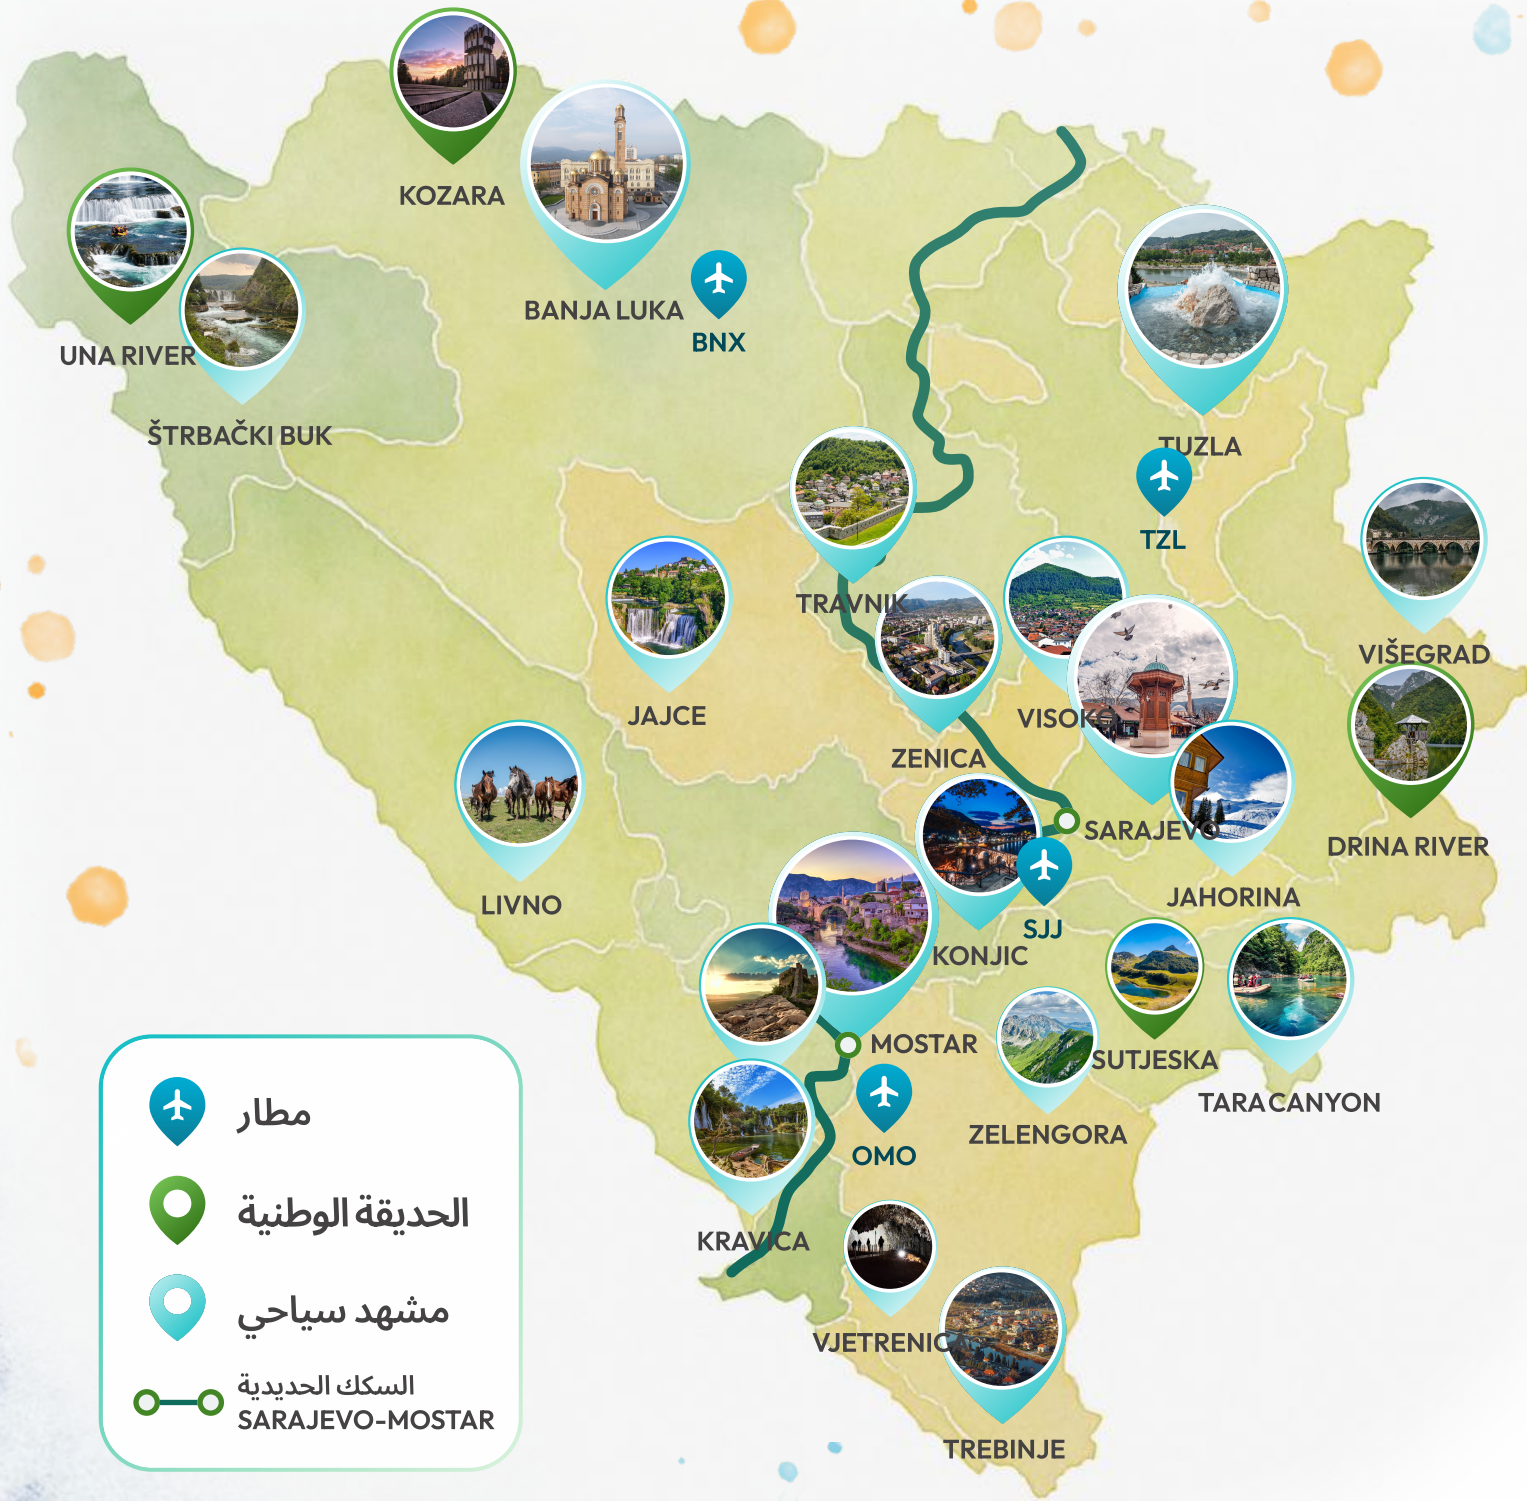 KOZARA
BANJA LUKA
BNX
UNA RIVER
ŠTRBAČKI BUK
TUZLA
TZL
TRAVNIK
VIŠEGRAD
JAJCE
VISOKO
ZENICA
SARAJEVO
DRINA RIVER
LIVNO
JAHORINA
SJJ
KONJIC
MOSTAR
SUTJESKA
TARA CANYON
ZELENGORA
OMO
KRAVICA
VJETRENICA
TREBINJE
مطار
الحديقة الوطنية
مشهد سياحي
السكك الحديدية
SARAJEVO-MOSTAR